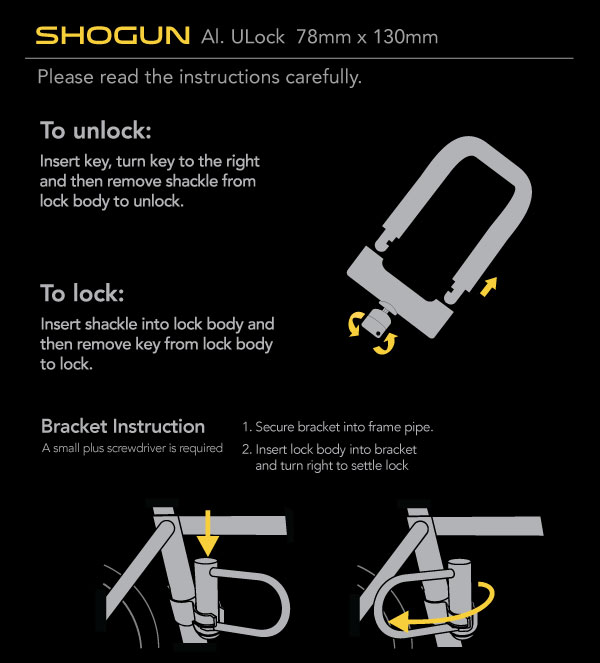 SHOGUN Al. ULock 78mm x 130mm
Please read the instructions carefully.
To unlock:
Insert key, turn key to the right
and then remove shackle from
lock body to unlock.
To lock:
Insert shackle into lock body and
then remove key from lock body
to lock.
Bracket Instruction
A small plus screwdriver is required
1. Secure bracket into frame pipe.
2. Insert lock body into bracket
and turn right to settle lock